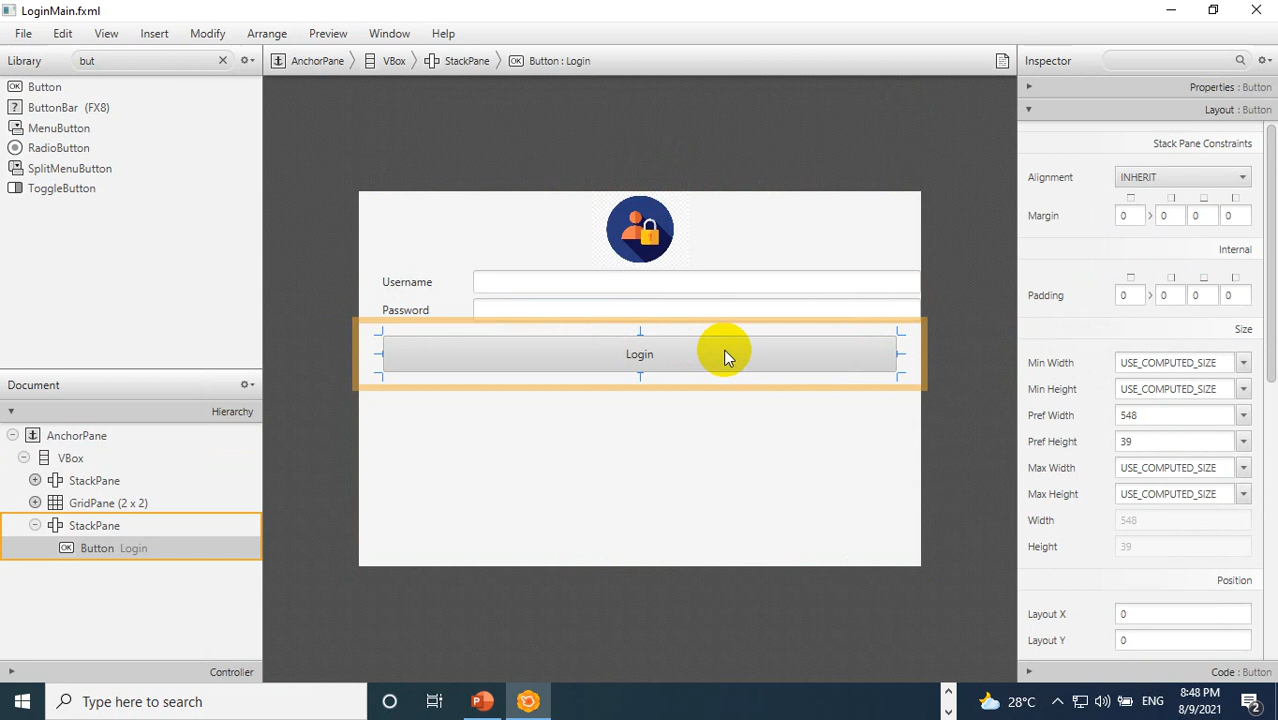 LoginMain.fxml
File Edit View Insert Modify Arrange Preview Window Help
Library but
AnchorPane VBox StackPane OK Button : Login
Inspector
OK Button
? ButtonBar (FX8)
MenuButton
RadioButton
SplitMenuButton
ToggleButton
Document
Hierarchy
AnchorPane
VBox
StackPane
GridPane (2 x 2)
StackPane
OK Button Login
Controller
Username
Password
Login
Properties : Button
Layout : Button
Stack Pane Constraints
Alignment INHERIT
Margin 0 0 0 0
Internal
Padding 0 0 0 0
Size
Min Width USE_COMPUTED_SIZE
Min Height USE_COMPUTED_SIZE
Pref Width 548
Pref Height 39
Max Width USE_COMPUTED_SIZE
Max Height USE_COMPUTED_SIZE
Width 548
Height 39
Position
Layout X 0
Layout Y 0
Code : Button
Type here to search
P
28°C
ENG
8:48 PM
8/9/2021
2